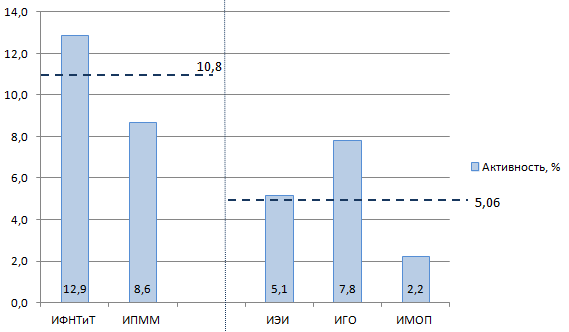 14,0
12,0
10,0
8,0
6,0
4,0
2,0
0,0
10,8
5,06
12,9
8,6
5,1
7,8
2,2
ИФНТиТ
ИПММ
ИЭИ
ИГО
ИМОП
Активность, %